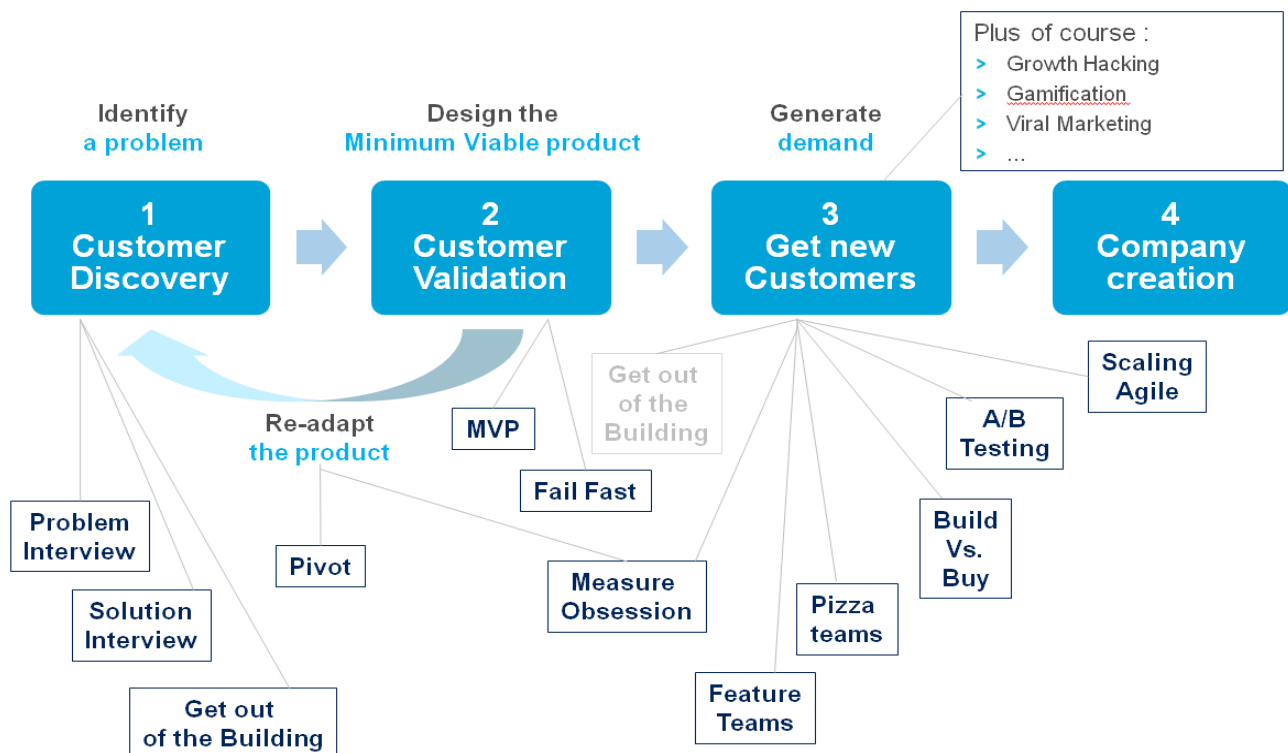 Plus of course :
> Growth Hacking
> Gamification
> Viral Marketing
> ...
Identify
a problem
Design the
Minimum Viable product
Generate
demand
1
Customer
Discovery
2
Customer
Validation
3
Get new
Customers
4
Company
creation
Re-adapt
the product
MVP
Fail Fast
Get out
of the
Building
A/B
Testing
Scaling
Agile
Problem
Interview
Solution
Interview
Get out
of the Building
Pivot
Measure
Obsession
Feature
Teams
Pizza
teams
Build
Vs.
Buy